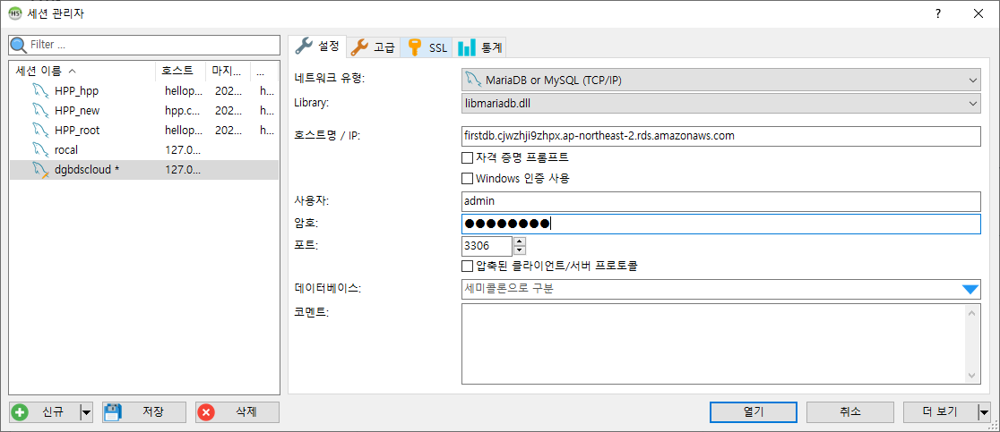 세션 관리자
Filter ...
세션 이름 호스트 마지... ...
HPP_hpp hellop... 202... h...
HPP_new hpp.c... 202... h...
HPP_root hellop... 202... h...
rocal 127.0...
dgbdscloud * 127.0...
신규 저장 삭제
설정 고급 SSL 통계
네트워크 유형: MariaDB or MySQL (TCP/IP)
Library: libmariadb.dll
호스트명 / IP: firstdb.cjwzhji9zhpx.ap-northeast-2.rds.amazonaws.com
자격 증명 프롬프트
Windows 인증 사용
사용자: admin
암호: ●●●●●●●●
포트: 3306
압축된 클라이언트/서버 프로토콜
데이터베이스: 세미콜론으로 구분
코멘트:
열기 취소 더 보기